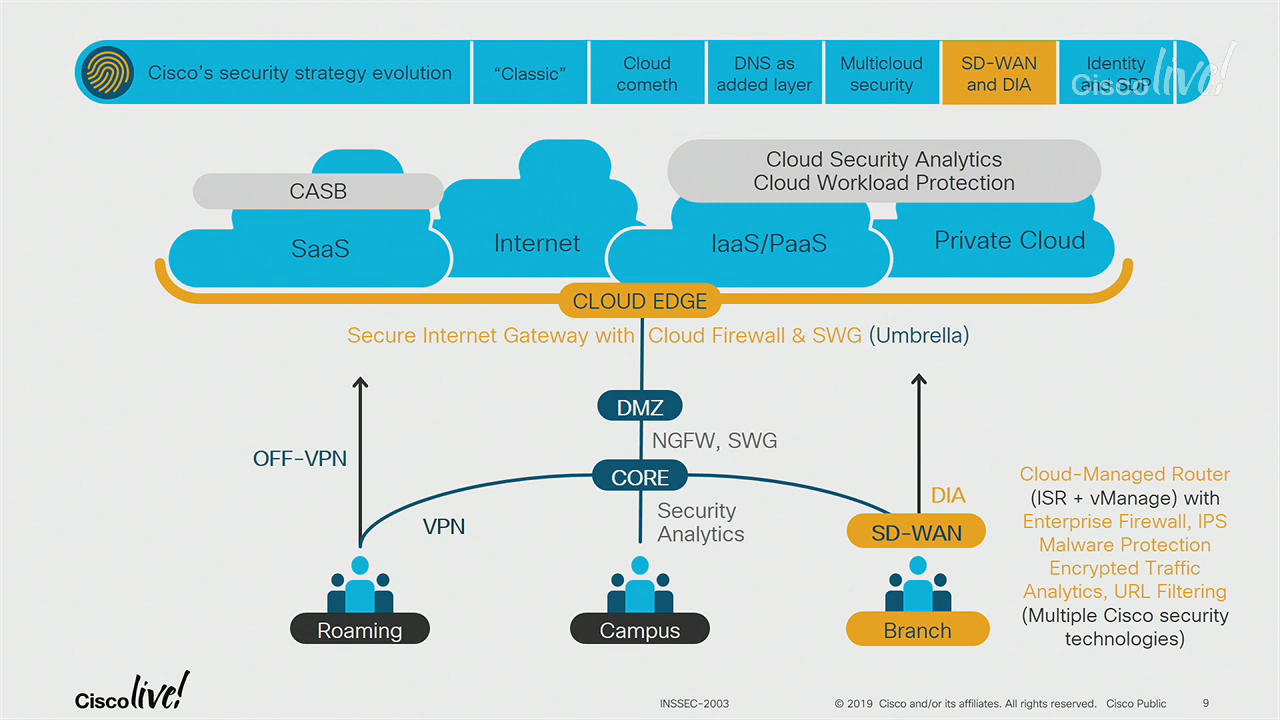 Cisco's security strategy evolution
“Classic”
Cloud
cometh
DNS as
added layer
Multicloud
security
SD-WAN
and DIA
Identity
and SDP
Cisco live!
CASB
Cloud Security Analytics
Cloud Workload Protection
SaaS
Internet
IaaS/PaaS
Private Cloud
CLOUD EDGE
Secure Internet Gateway with Cloud Firewall & SWG (Umbrella)
DMZ
NGFW, SWG
OFF-VPN
CORE
VPN
Security
Analytics
DIA
SD-WAN
Cloud-Managed Router
(ISR + vManage) with
Enterprise Firewall, IPS
Malware Protection
Encrypted Traffic
Analytics, URL Filtering
(Multiple Cisco security
technologies)
Roaming
Campus
Branch
Cisco live!
INSSEC-2003
© 2019 Cisco and/or its affiliates. All rights reserved. Cisco Public
9